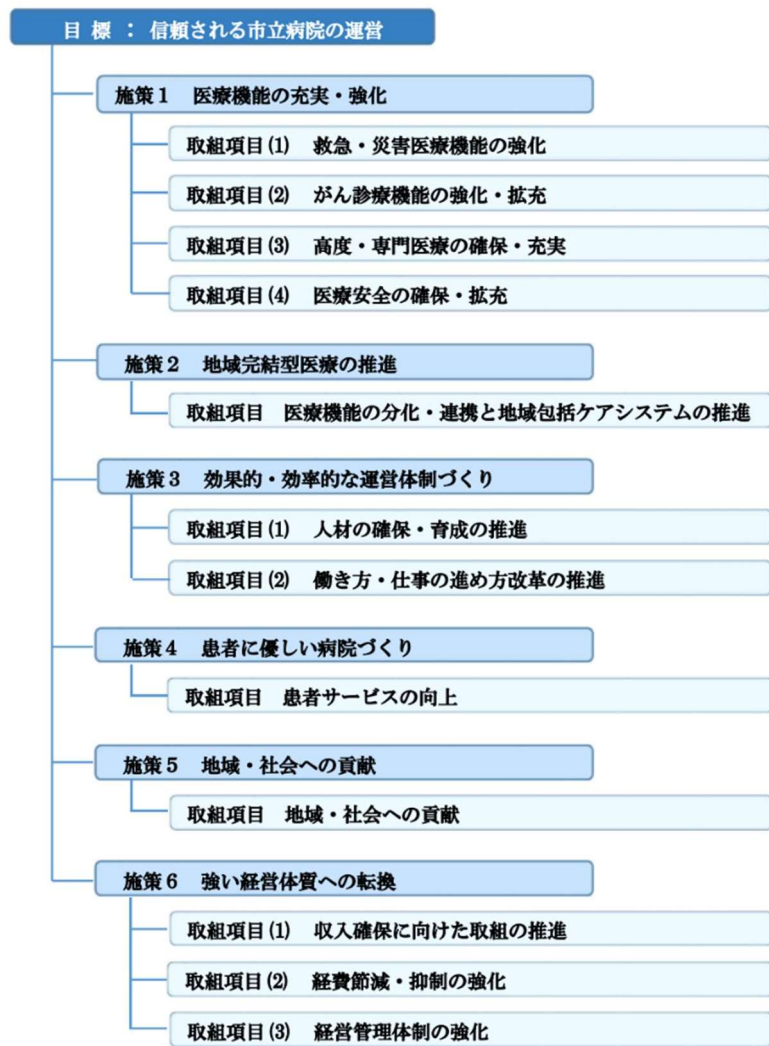 目 標 ： 信頼される市立病院の運営
施策１　医療機能の充実・強化
取組項目(1)　救急・災害医療機能の強化
取組項目(2)　がん診療機能の強化・拡充
取組項目(3)　高度・専門医療の確保・充実
取組項目(4)　医療安全の確保・拡充
施策２　地域完結型医療の推進
取組項目　医療機能の分化・連携と地域包括ケアシステムの推進
施策３　効果的・効率的な運営体制づくり
取組項目(1)　人材の確保・育成の推進
取組項目(2)　働き方・仕事の進め方改革の推進
施策４　患者に優しい病院づくり
取組項目　患者サービスの向上
施策５　地域・社会への貢献
取組項目　地域・社会への貢献
施策６　強い経営体質への転換
取組項目(1)　収入確保に向けた取組の推進
取組項目(2)　経費節減・抑制の強化
取組項目(3)　経営管理体制の強化